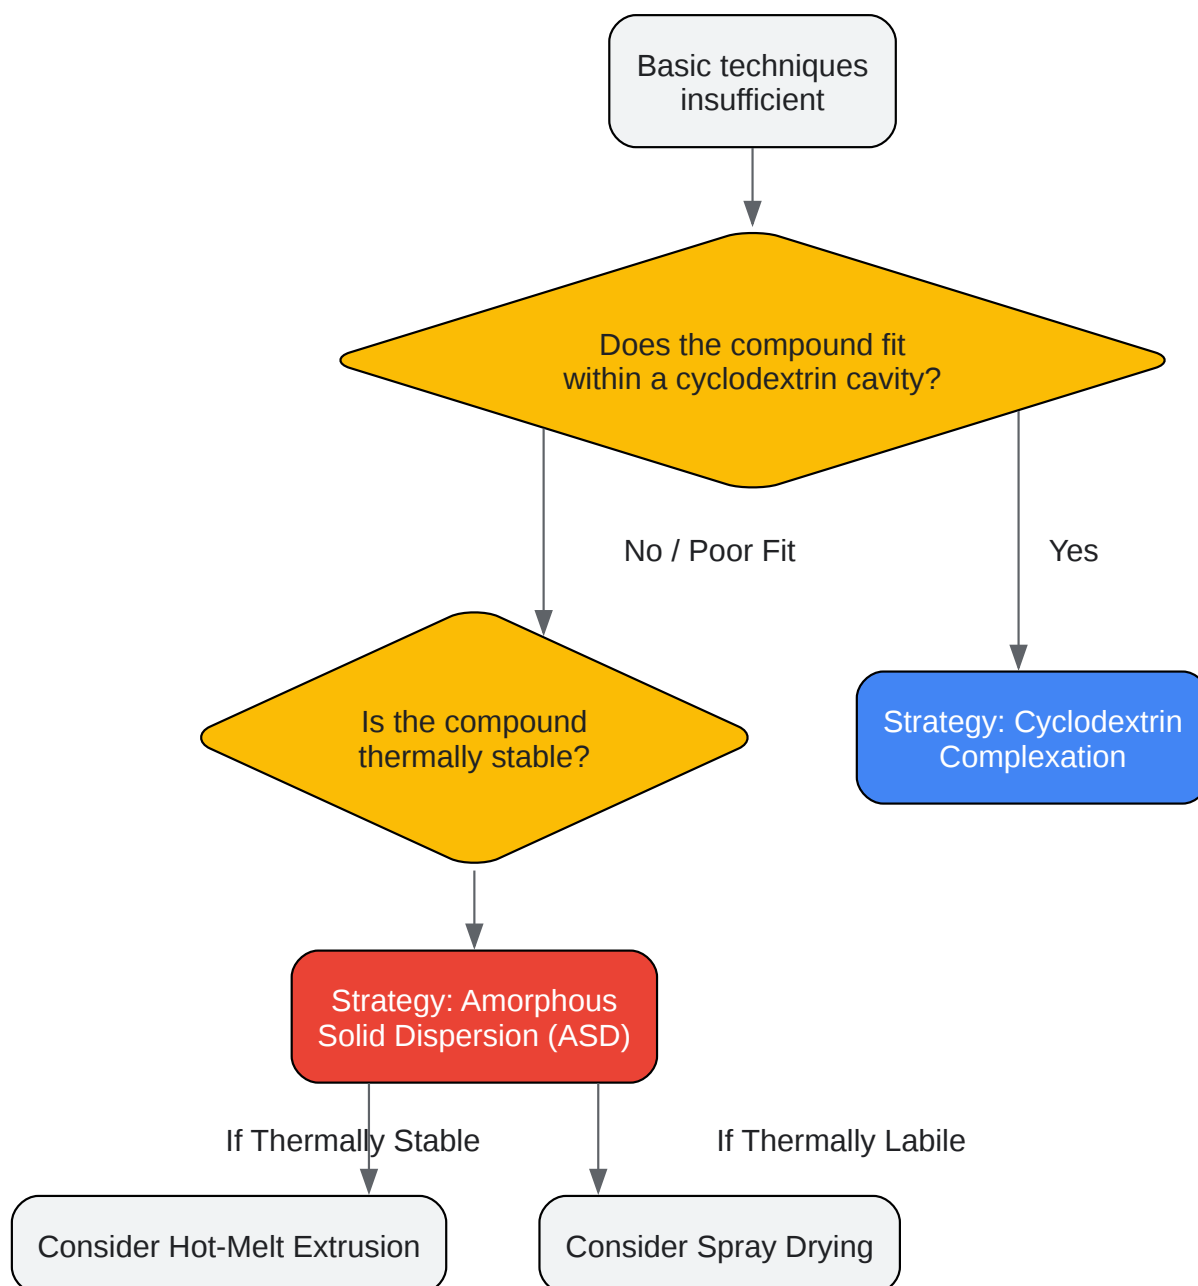 Basic techniques
insufficient
Does the compound fit
within a cyclodextrin cavity?
No / Poor Fit
Yes
Is the compound
thermally stable?
Strategy: Cyclodextrin
Complexation
Strategy: Amorphous
Solid Dispersion (ASD)
If Thermally Stable
If Thermally Labile
Consider Hot-Melt Extrusion
Consider Spray Drying